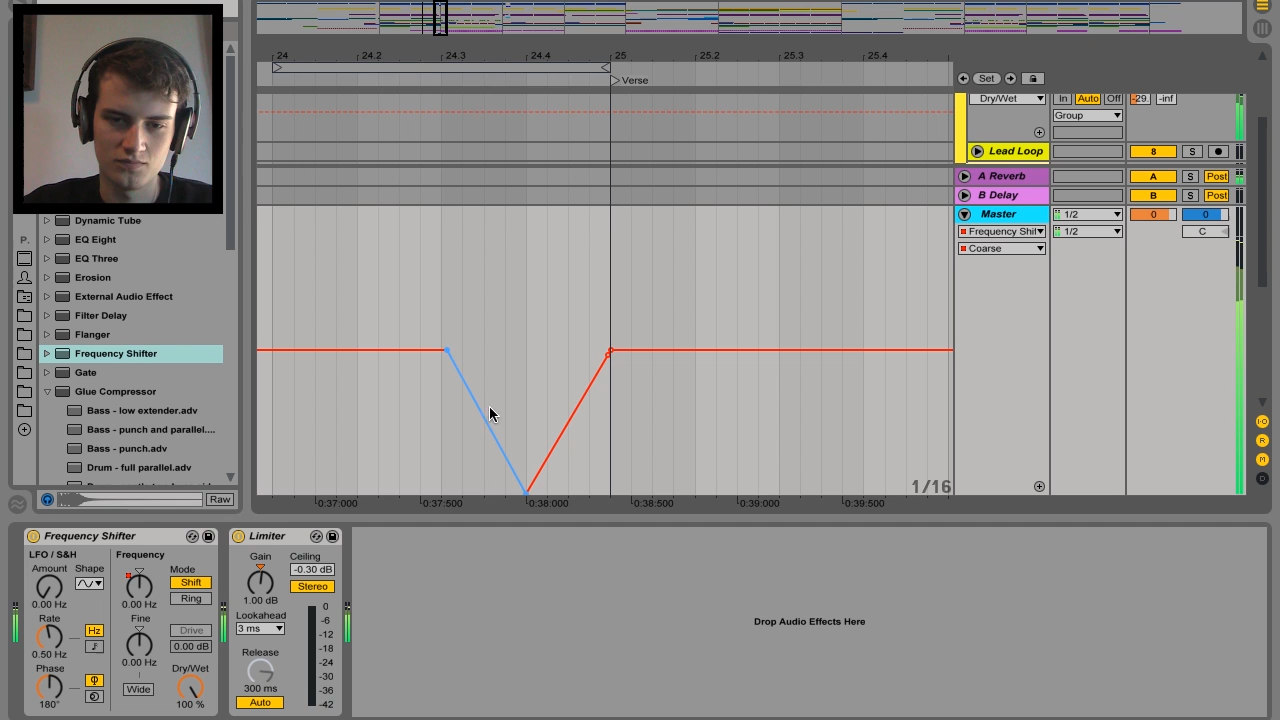 24 24.2 24.3 24.4 25 25.2 25.3 25.4
Verse
Set
Dry/Wet In Auto Off -29 -inf
Group
Lead Loop 8 S
A Reverb A S Post
B Delay B S Post
Master 1/2 0 0
Frequency Shif 1/2 C
Coarse
Dynamic Tube
P. EQ Eight
EQ Three
Erosion
External Audio Effect
Filter Delay
Flanger
Frequency Shifter
Gate
Glue Compressor
Bass - low extender.adv
Bass - punch and parallel....
Bass - punch.adv
Drum - full parallel.adv
Raw
1/16
0:37:000 0:37:500 0:38:000 0:38:500 0:39:000 0:39:500
I·O
R
M
D
Frequency Shifter
LFO / S&H Frequency
Amount Shape Mode
Shift
0.00 Hz 0.00 Hz Ring
Rate Fine
Hz Drive
0.50 Hz 0.00 Hz 0.00 dB
Phase Dry/Wet
Wide
180° 100 %
Limiter
Gain Ceiling
-0.30 dB
Stereo
1.00 dB
Lookahead
3 ms
Release
300 ms
Auto
0
-6
-12
-18
-24
-30
-36
-42
Drop Audio Effects Here